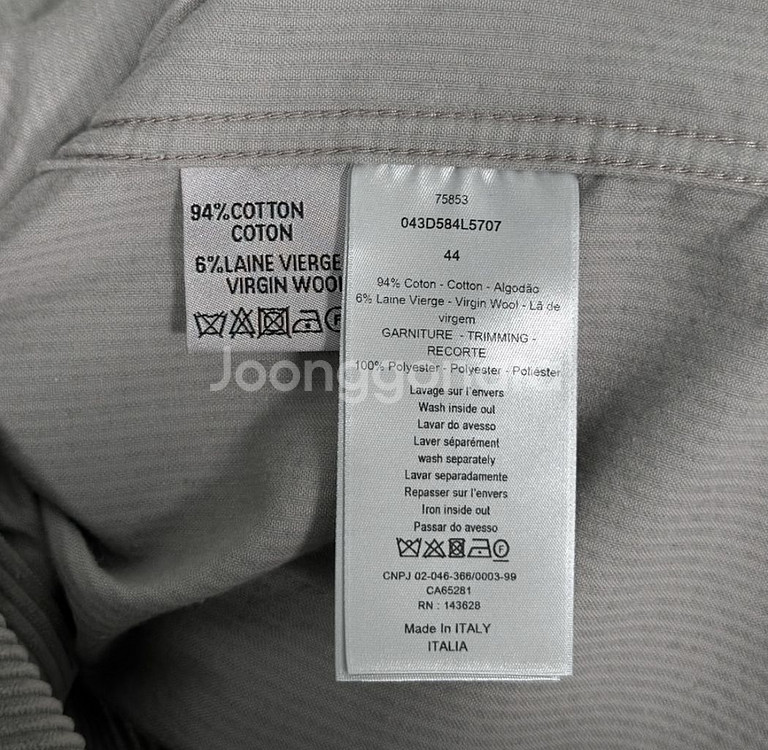 94%COTTON
COTON
6%LAINE VIERGE
VIRGIN WOOL
75853
043D584L5707
44
94% Coton - Cotton - Algodão
6% Laine Vierge - Virgin Wool - Lã de
virgem
GARNITURE - TRIMMING -
RECORTE
100% Polyester - Polyester - Poliéster
Lavage sur l'envers
Wash inside out
Lavar do avesso
Laver séparément
wash separately
Lavar separadamente
Repasser sur l'envers
Iron inside out
Passar do avesso
CNPJ 02-046-366/0003-99
CA65281
RN : 143628
Made In ITALY
ITALIA